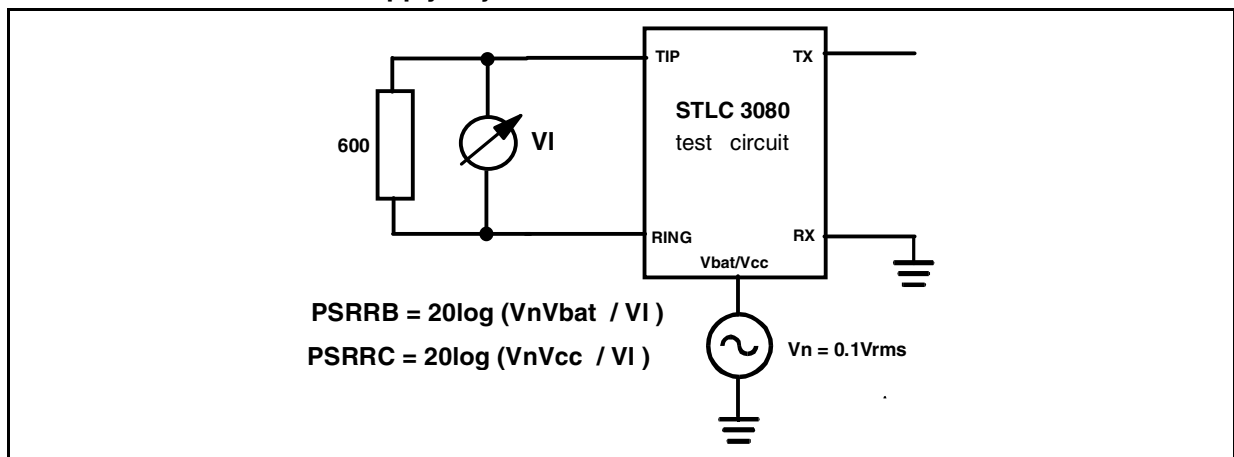 TIP
TX
STLC 3080
test circuit
600
VI
RING
RX
Vbat/Vcc
PSRRB = 20log (VnVbat / VI )
PSRRC = 20log (VnVcc / VI )
Vn = 0.1Vrms